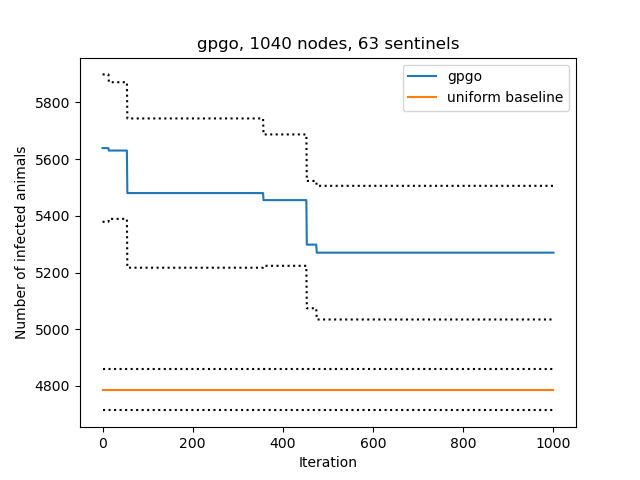 gpgo, 1040 nodes, 63 sentinels
gpgo
uniform baseline
Number of infected animals
5800
5600
5400
5200
5000
4800
0 200 400 600 800 1000
Iteration